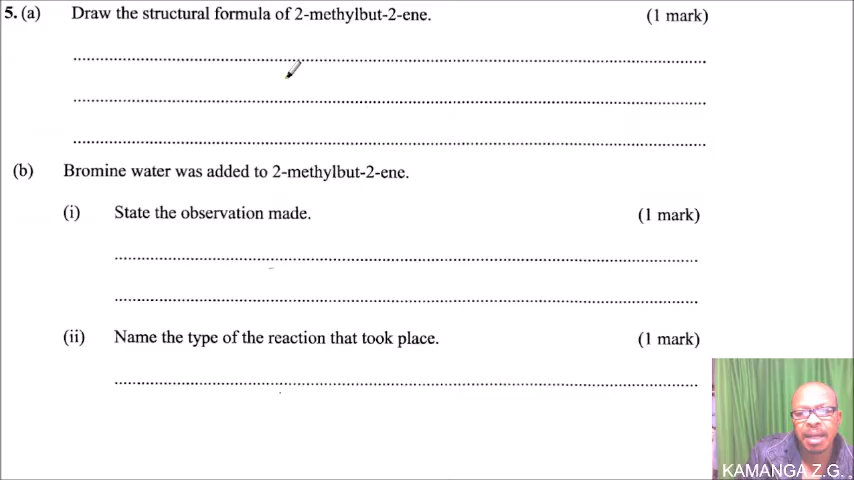 5. (a) Draw the structural formula of 2-methylbut-2-ene. (1 mark)
(b) Bromine water was added to 2-methylbut-2-ene.
(i) State the observation made. (1 mark)
(ii) Name the type of the reaction that took place. (1 mark)
KAMANGA Z.G.